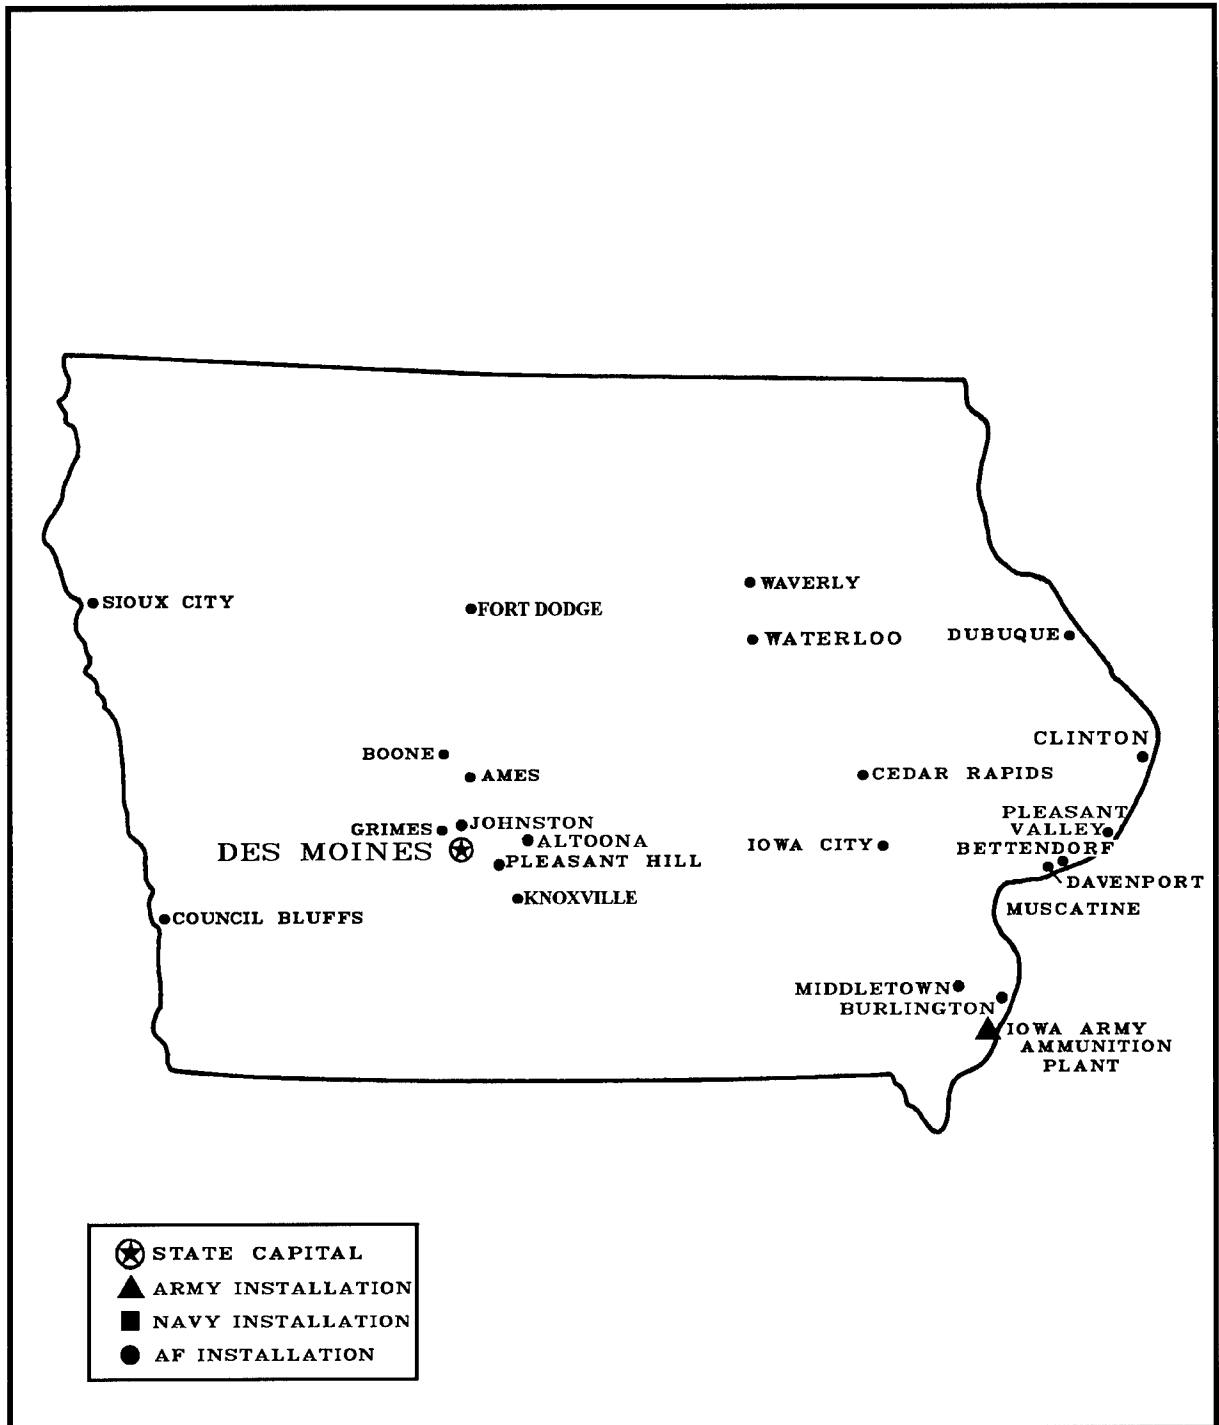 WAVERLY
SIOUX CITY
FORT DODGE
WATERLOO
DUBUQUE
CLINTON
BOONE
AMES
CEDAR RAPIDS
PLEASANT
VALLEY
JOHNSTON
GRIMES
ALTOONA
IOWA CITY
BETTENDORF
DES MOINES
PLEASANT HILL
DAVENPORT
KNOXVILLE
MUSCATINE
COUNCIL BLUFFS
MIDDLETOWN
BURLINGTON
IOWA ARMY
AMMUNITION
PLANT
STATE CAPITAL
ARMY INSTALLATION
NAVY INSTALLATION
AF INSTALLATION